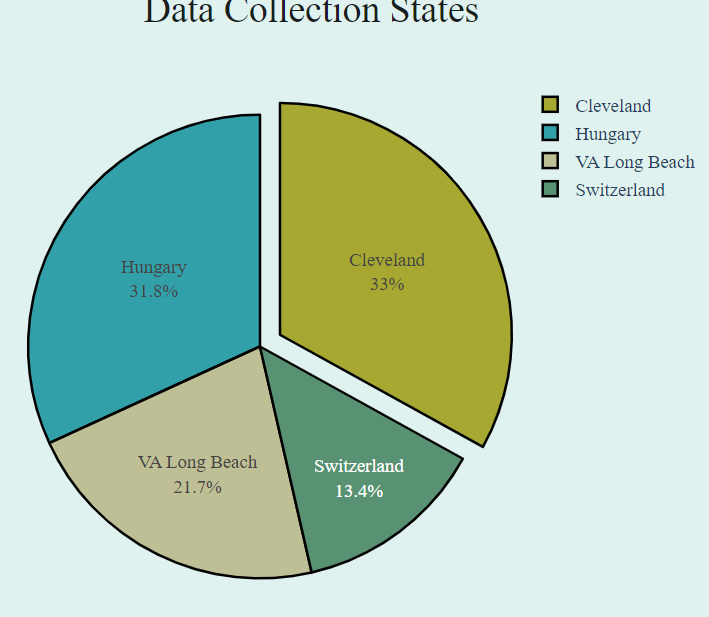 Data Collection States
Cleveland
Hungary
VA Long Beach
Switzerland
Hungary
31.8%
Cleveland
33%
VA Long Beach
21.7%
Switzerland
13.4%